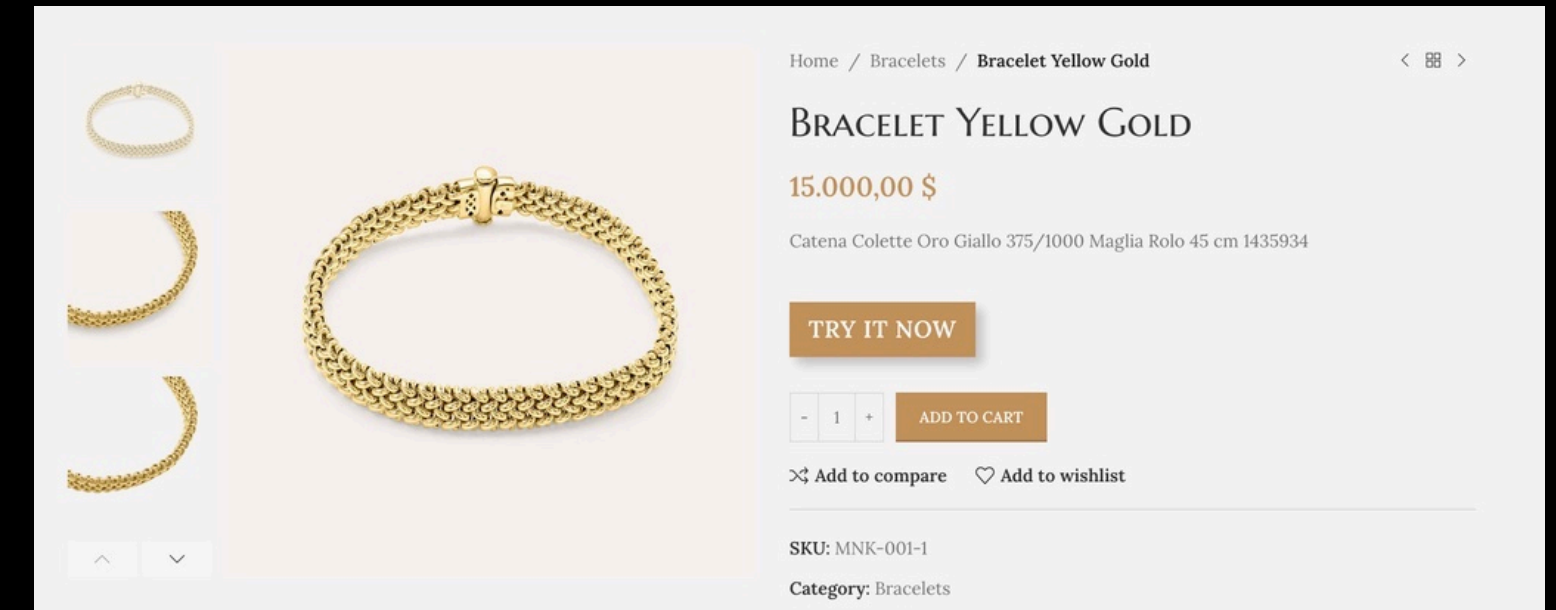 Home / Bracelets / Bracelet Yellow Gold
Bracelet Yellow Gold
15.000,00 $
Catena Colette Oro Giallo 375/1000 Maglia Rolo 45 cm 1435934
TRY IT NOW
- 1 + ADD TO CART
Add to compare Add to wishlist
SKU: MNK-001-1
Category: Bracelets